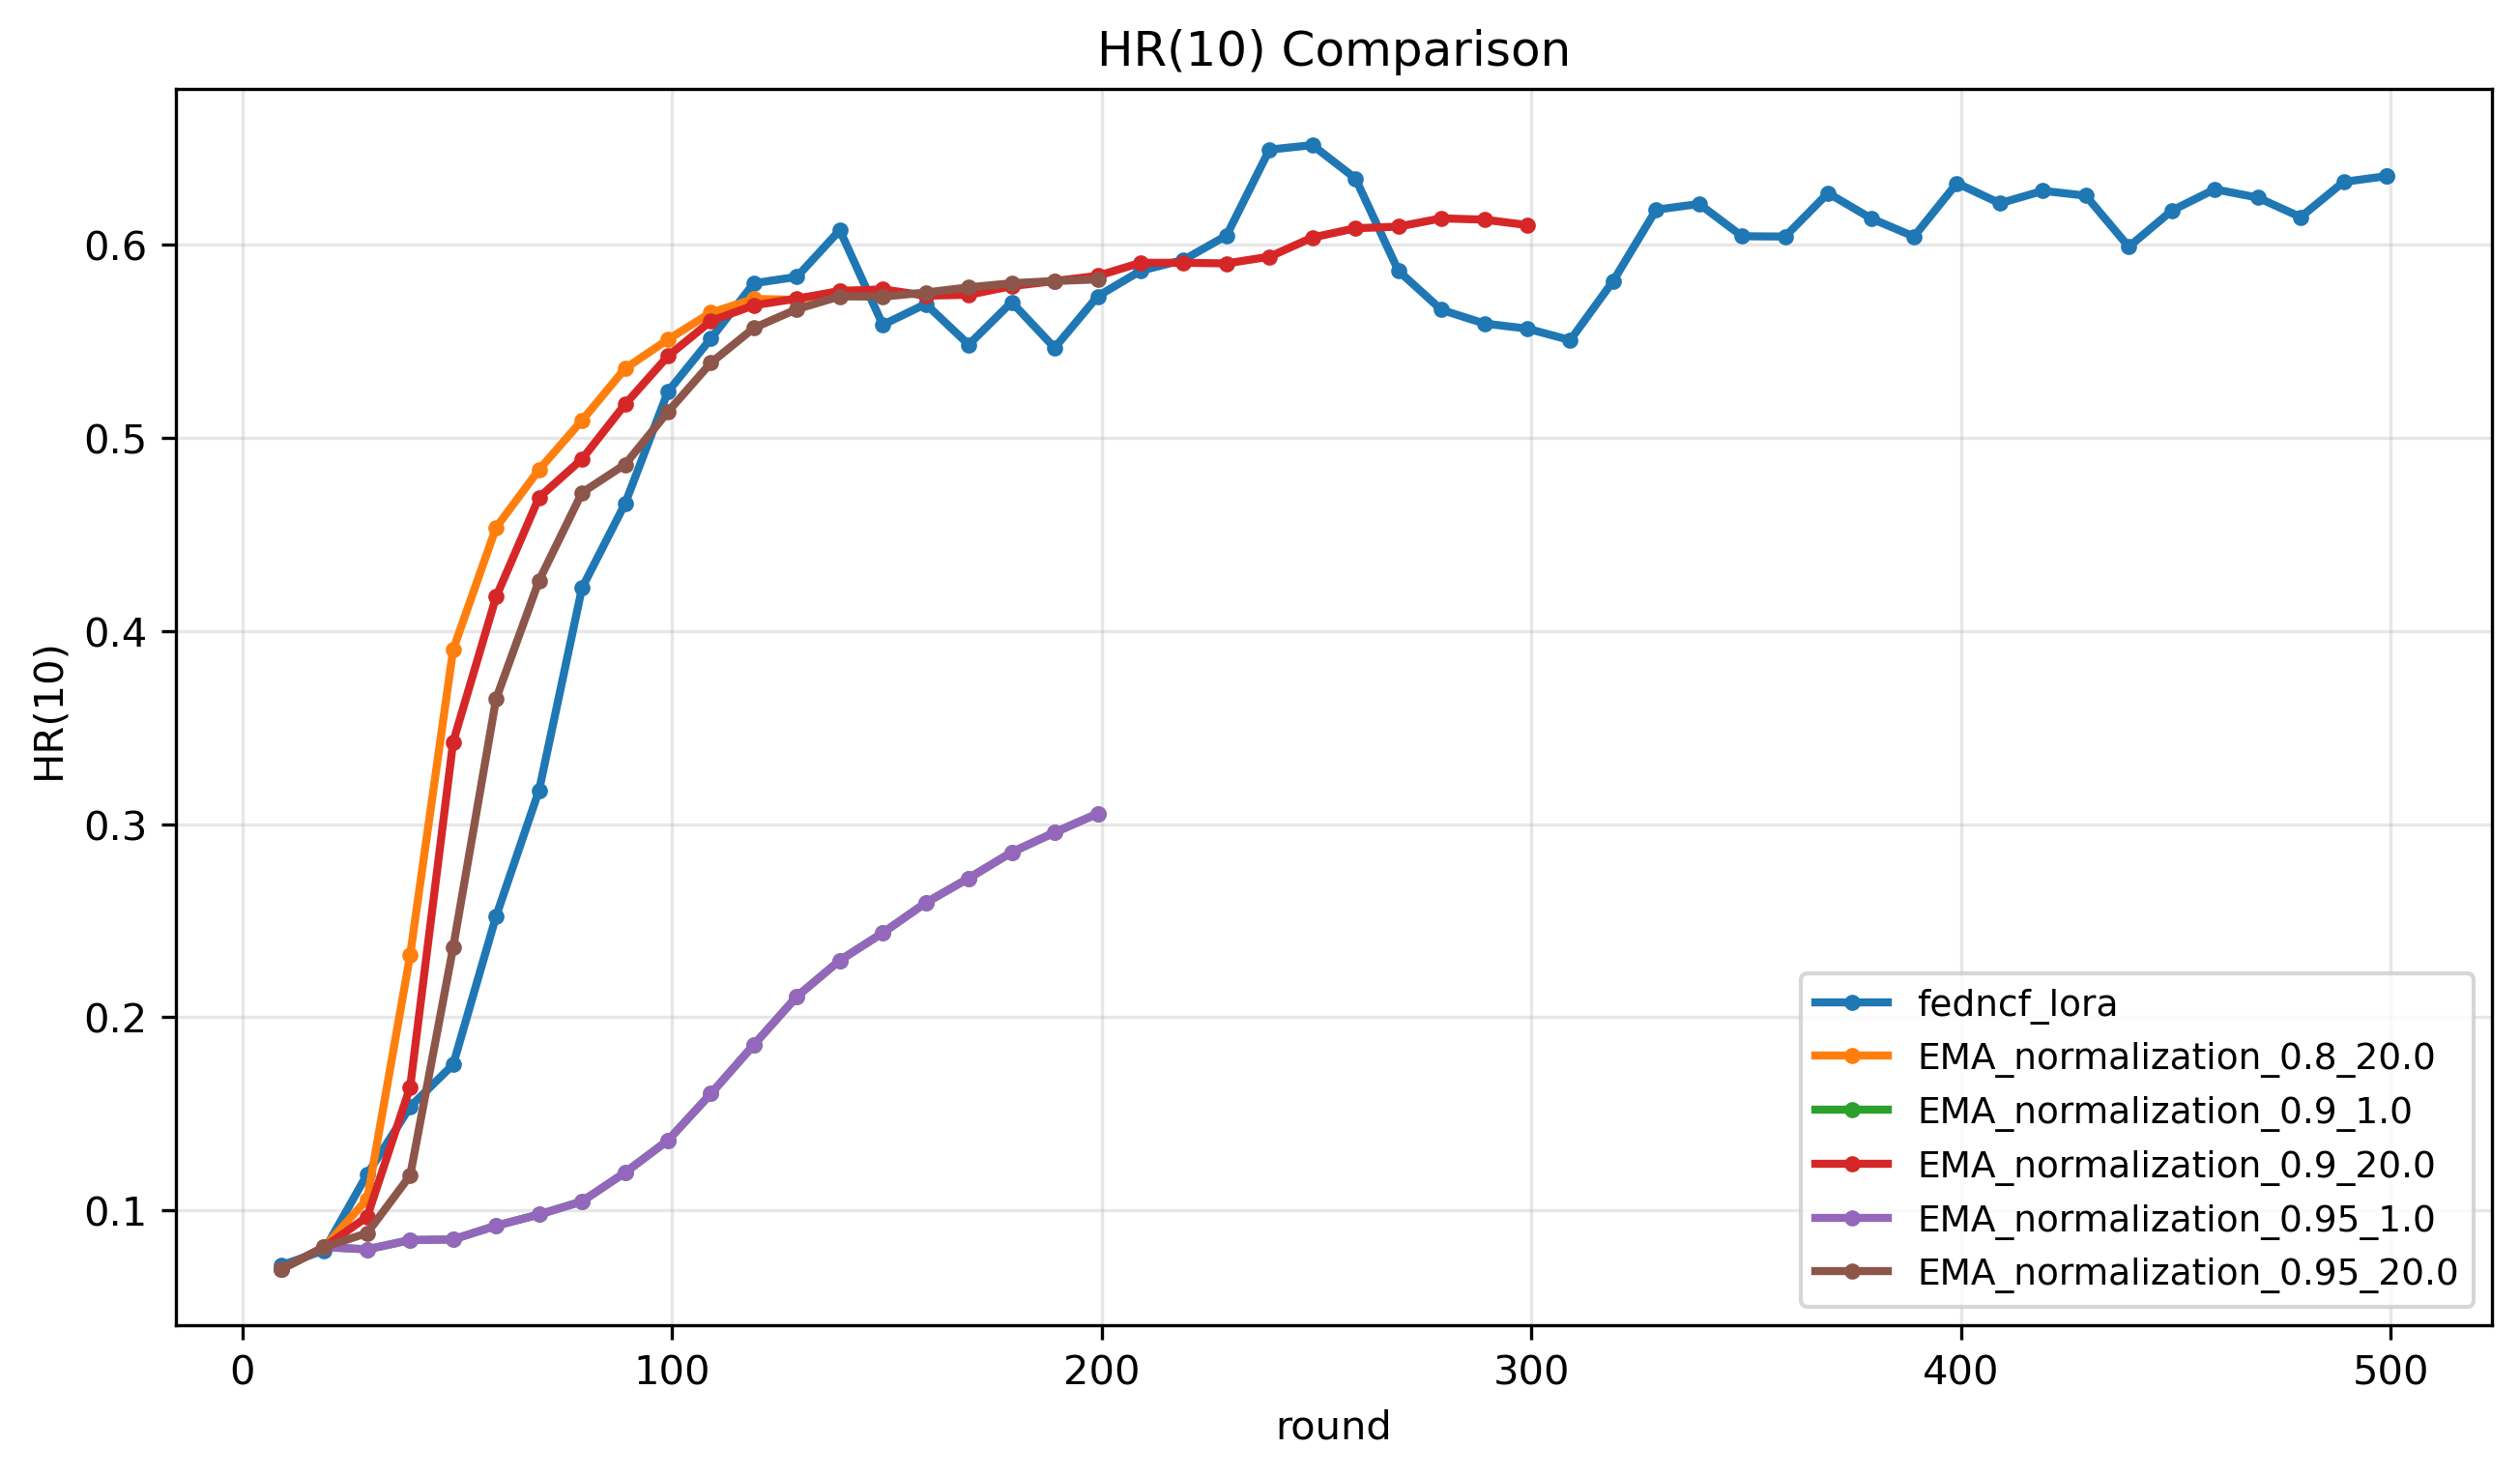 HR(10) Comparison
HR(10)
0.6
0.5
0.4
0.3
0.2
0.1
0
100
200
300
400
500
round
fedncf_lora
EMA_normalization_0.8_20.0
EMA_normalization_0.9_1.0
EMA_normalization_0.9_20.0
EMA_normalization_0.95_1.0
EMA_normalization_0.95_20.0